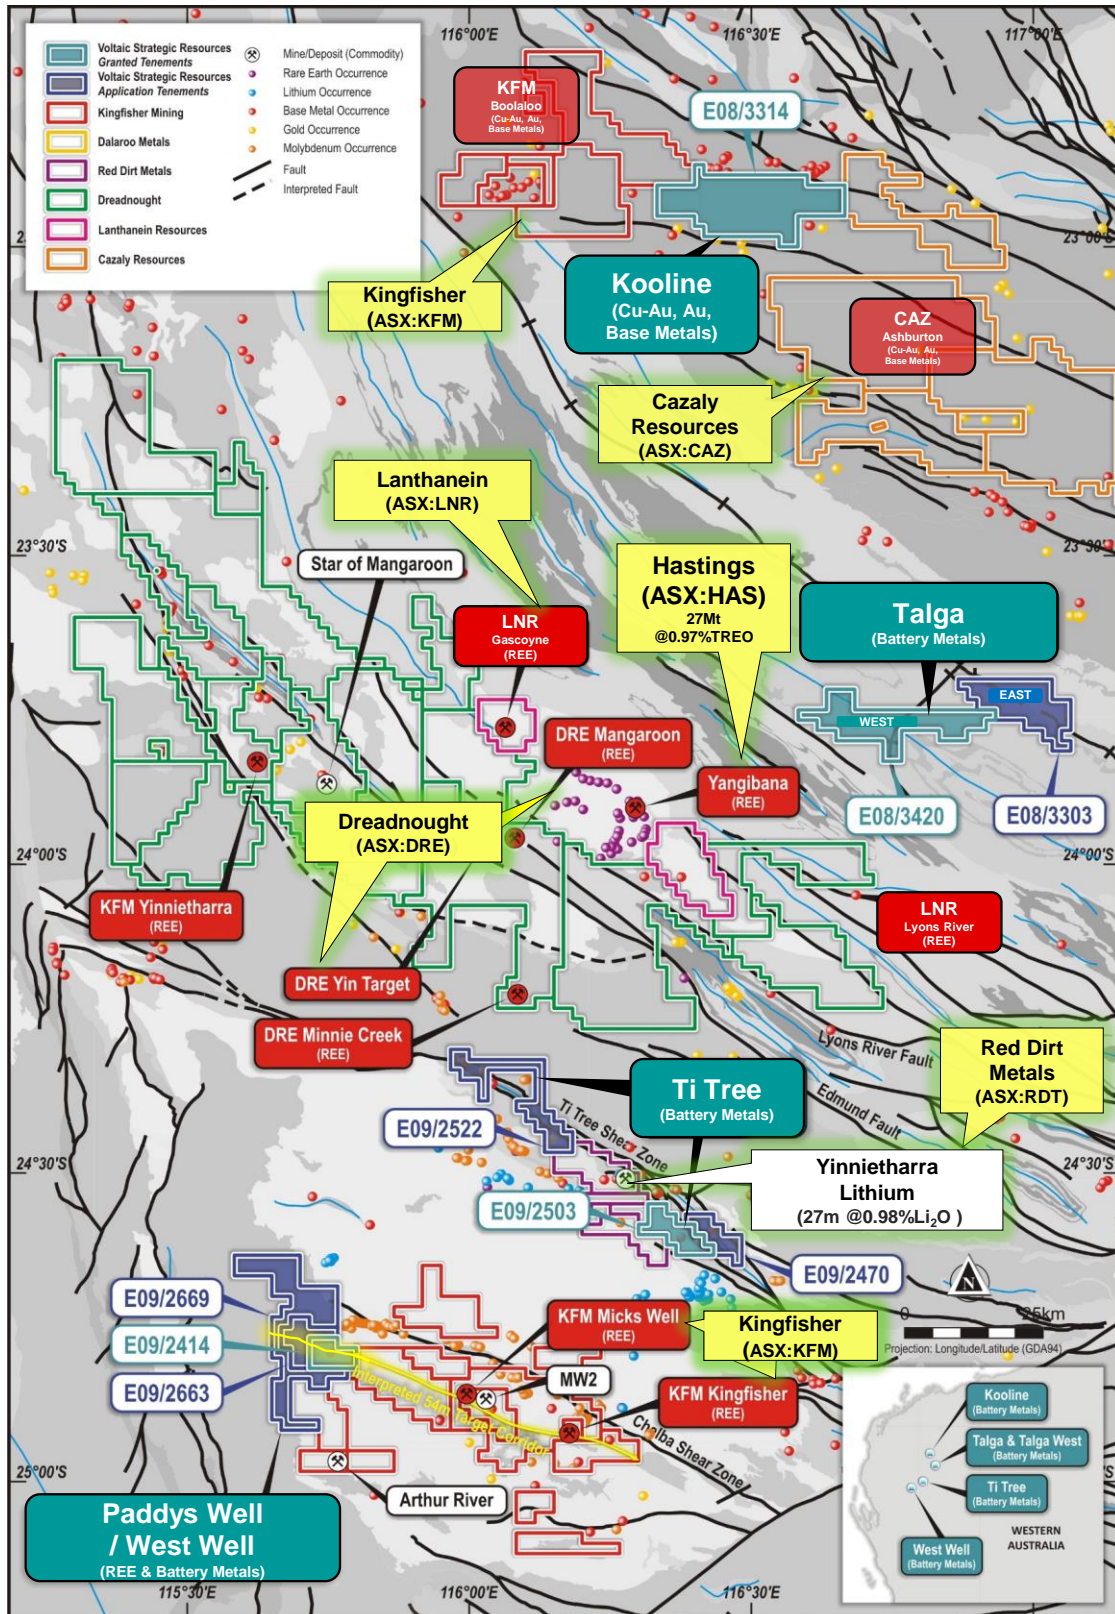 116°00'E
116°30'E
117°00'E
Voltaic Strategic Resources
Granted Tenements
Voltaic Strategic Resources
Application Tenements
Kingfisher Mining
Dalaroo Metals
Red Dirt Metals
Dreadnought
Lanthanein Resources
Cazaly Resources
Mine/Deposit (Commodity)
Rare Earth Occurrence
Lithium Occurrence
Base Metal Occurrence
Gold Occurrence
Molybdenum Occurrence
Fault
Interpreted Fault
KFM
Boolaloo
(Cu-Au, Au,
Base Metals)
E08/3314
23°00'S
23°00'S
Kingfisher
(ASX:KFM)
Kooline
(Cu-Au, Au,
Base Metals)
CAZ
Ashburton
(Cu-Au, Au,
Base Metals)
Cazaly
Resources
(ASX:CAZ)
Lanthanein
(ASX:LNR)
23°30'S
23°30'S
Star of Mangaroon
Hastings
(ASX:HAS)
27Mt
@0.97%TREO
Talga
(Battery Metals)
LNR
Gascoyne
(REE)
EAST
WEST
DRE Mangaroon
(REE)
Yangibana
(REE)
E08/3420
E08/3303
Dreadnought
(ASX:DRE)
24°00'S
24°00'S
KFM Yinnietharra
(REE)
LNR
Lyons River
(REE)
DRE Yin Target
DRE Minnie Creek
(REE)
Lyons River Fault
Red Dirt
Metals
(ASX:RDT)
Ti Tree
(Battery Metals)
Edmund Fault
E09/2522
Ti Tree Shear Zone
24°30'S
24°30'S
Yinnietharra
Lithium
(27m @0.98%Li₂O )
E09/2503
E09/2470
N
E09/2669
E09/2414
E09/2663
KFM Micks Well
(REE)
Kingfisher
(ASX:KFM)
0
25km
Projection: Longitude/Latitude (GDA94)
MW2
KFM Kingfisher
(REE)
Interpreted 54m Target Corridor
Chalba Shear Zone
25°00'S
Arthur River
Paddys Well
/ West Well
(REE & Battery Metals)
Kooline
(Battery Metals)
Talga & Talga West
(Battery Metals)
Ti Tree
(Battery Metals)
West Well
(Battery Metals)
WESTERN
AUSTRALIA
115°30'E
116°00'E
116°30'E